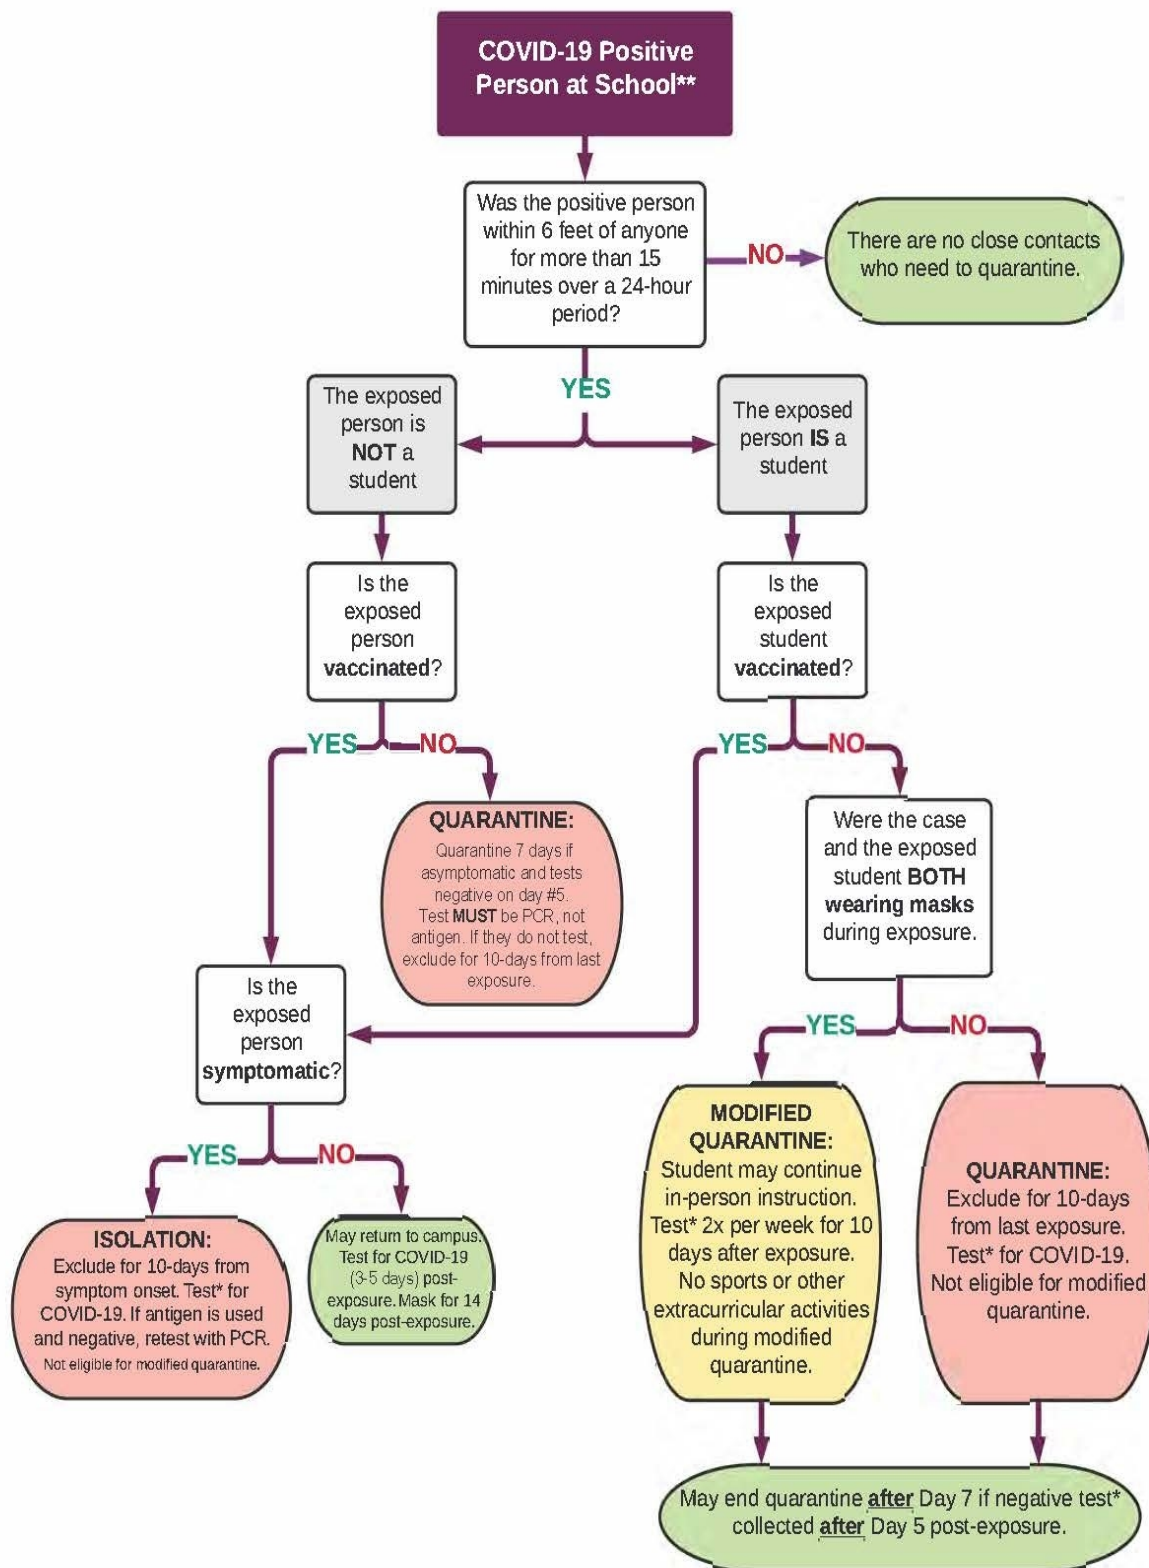 COVID-19 Positive
Person at School**
Was the positive person
within 6 feet of anyone
for more than 15
minutes over a 24-hour
period?
NO
There are no close contacts
who need to quarantine.
YES
The exposed
person is
NOT a
student
The exposed
person IS a
student
Is the
exposed
person
vaccinated?
Is the
exposed
student
vaccinated?
YES
NO
YES
NO
QUARANTINE:
Quarantine 7 days if
asymptomatic and tests
negative on day #5.
Test MUST be PCR, not
antigen. If they do not test,
exclude for 10-days from last
exposure.
Were the case
and the exposed
student BOTH
wearing masks
during exposure.
Is the
exposed
person
symptomatic?
YES
NO
YES
NO
ISOLATION:
Exclude for 10-days from
symptom onset. Test* for
COVID-19. If antigen is used
and negative, retest with PCR.
Not eligible for modified quarantine.
May return to campus.
Test for COVID-19
(3-5 days) post-
exposure. Mask for 14
days post-exposure.
MODIFIED
QUARANTINE:
Student may continue
in-person instruction.
Test* 2x per week for 10
days after exposure.
No sports or other
extracurricular activities
during modified
quarantine.
QUARANTINE:
Exclude for 10-days
from last exposure.
Test* for COVID-19.
Not eligible for modified
quarantine.
May end quarantine after Day 7 if negative test*
collected after Day 5 post-exposure.